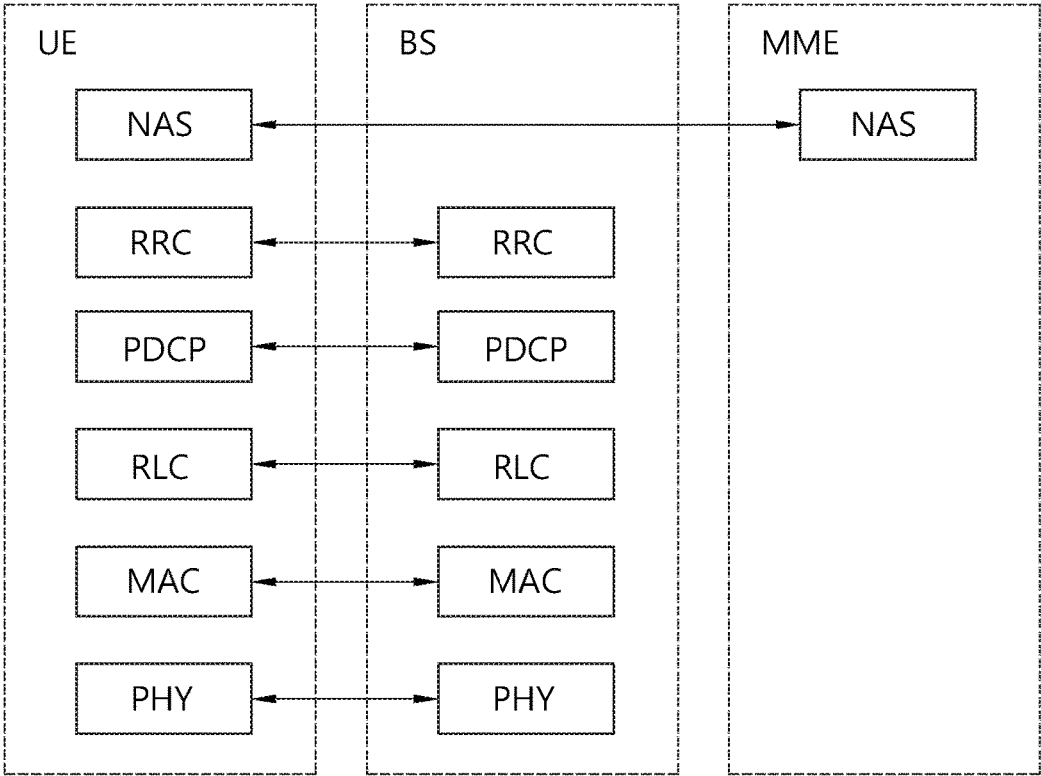 UE BS MME
NAS NAS
RRC RRC
PDCP PDCP
RLC RLC
MAC MAC
PHY PHY